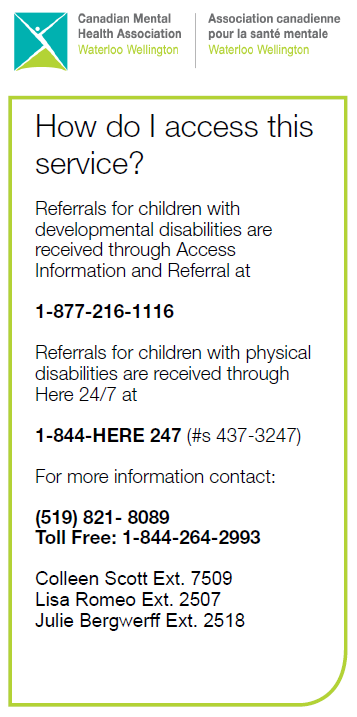 Canadian Mental
Health Association
Waterloo Wellington
Association canadienne
pour la santé mentale
Waterloo Wellington
How do I access this
service?
Referrals for children with
developmental disabilities are
received through Access
Information and Referral at
1-877-216-1116
Referrals for children with physical
disabilities are received through
Here 24/7 at
1-844-HERE 247 (#s 437-3247)
For more information contact:
(519) 821- 8089
Toll Free: 1-844-264-2993
Colleen Scott Ext. 7509
Lisa Romeo Ext. 2507
Julie Bergwerff Ext. 2518